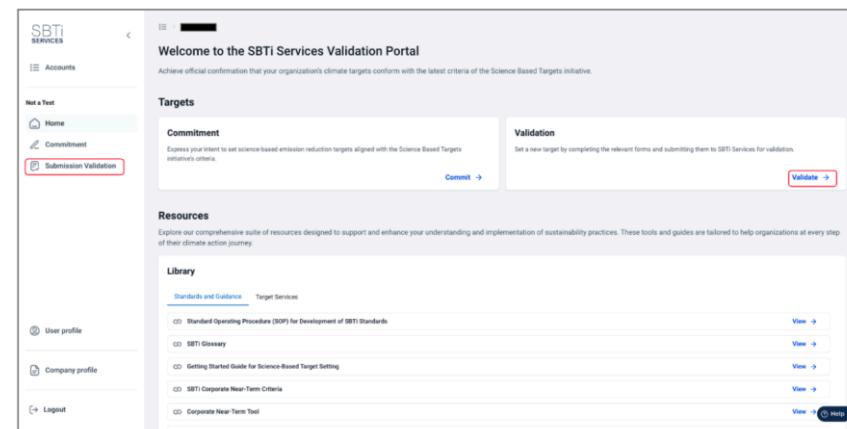 SBTi
SERVICES
Accounts
Not a Test
Home
Commitment
Submission Validation
User profile
Company profile
Logout
Welcome to the SBTi Services Validation Portal
Achieve official confirmation that your organization's climate targets conform with the latest criteria of the Science Based Targets initiative.
Targets
Commitment
Express your intent to set science-based emission reduction targets aligned with the Science Based Targets
initiative's criteria.
Commit →
Validation
Set a new target by completing the relevant forms and submitting them to SBTi Services for validation.
Validate →
Resources
Explore our comprehensive suite of resources designed to support and enhance your understanding and implementation of sustainability practices. These tools and guides are tailored to help organizations at every step
of their climate action journey.
Library
Standards and Guidance Target Services
Standard Operating Procedure (SOP) for Development of SBTi Standards View →
SBTi Glossary View →
Getting Started Guide for Science-Based Target Setting View →
SBTi Corporate Near-Term Criteria View →
Corporate Near-Term Tool View →
Help